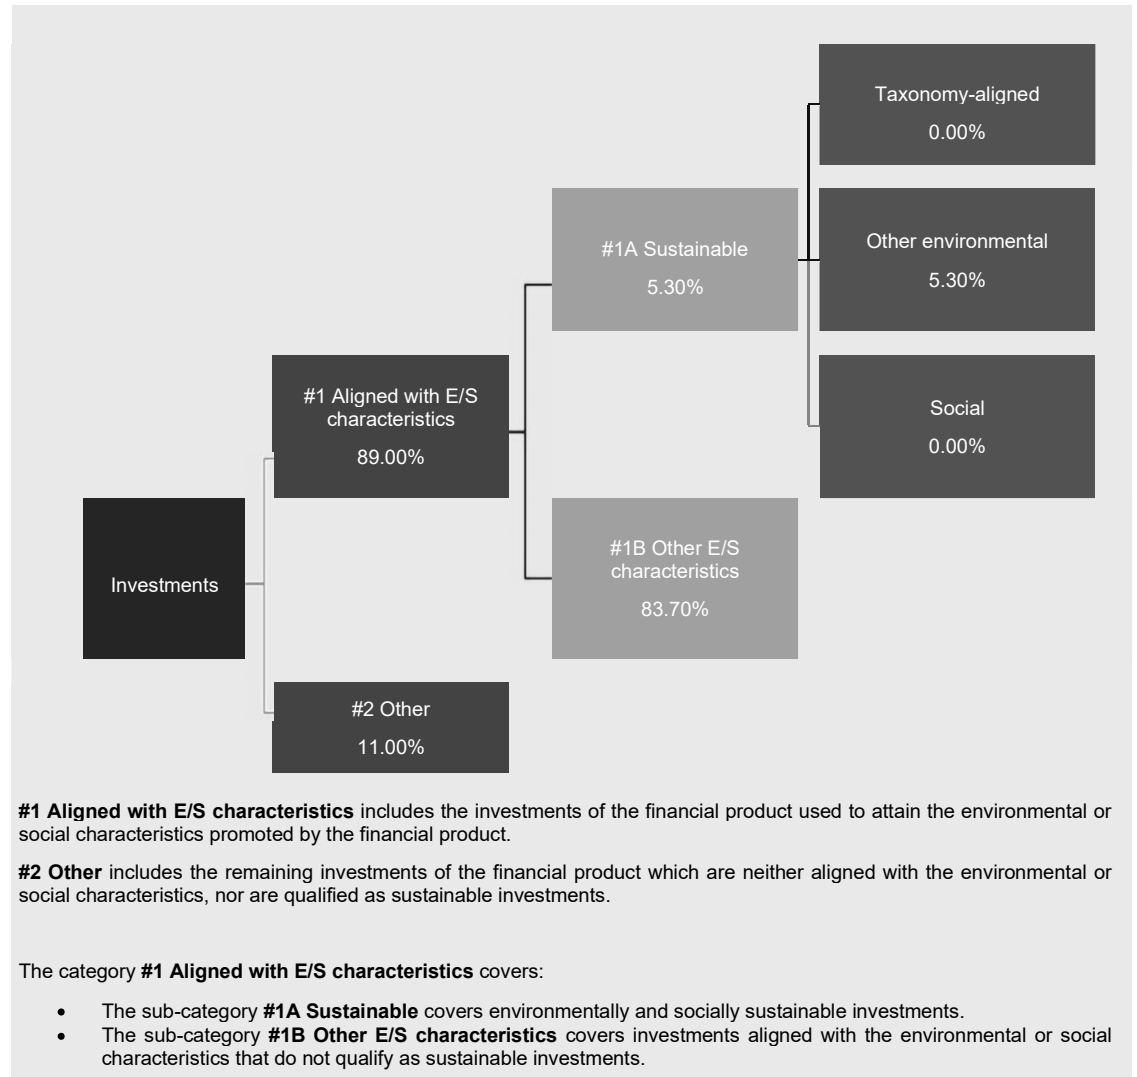 Taxonomy-aligned
0.00%
#1A Sustainable
5.30%
Other environmental
5.30%
#1 Aligned with E/S
characteristics
89.00%
Social
0.00%
Investments
#1B Other E/S
characteristics
83.70%
#2 Other
11.00%
#1 Aligned with E/S characteristics includes the investments of the financial product used to attain the environmental or
social characteristics promoted by the financial product.
#2 Other includes the remaining investments of the financial product which are neither aligned with the environmental or
social characteristics, nor are qualified as sustainable investments.
The category #1 Aligned with E/S characteristics covers:
• The sub-category #1A Sustainable covers environmentally and socially sustainable investments.
• The sub-category #1B Other E/S characteristics covers investments aligned with the environmental or social
characteristics that do not qualify as sustainable investments.